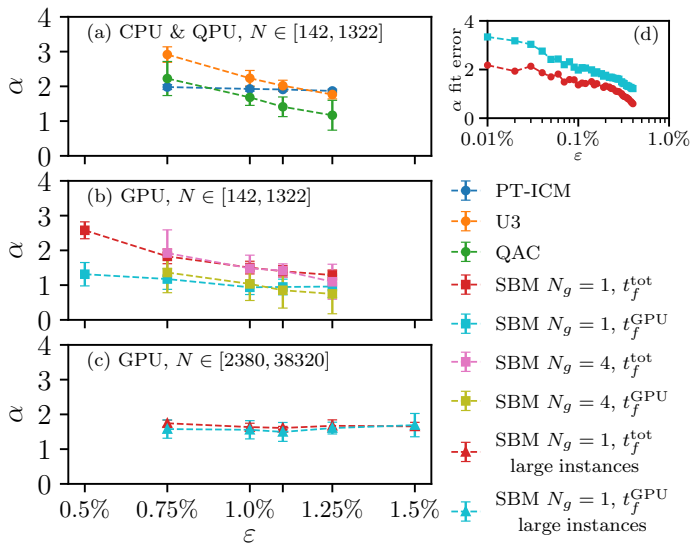 (a) CPU & QPU, N ∈ [142, 1322]
4
3
2
1
0
α
(b) GPU, N ∈ [142, 1322]
4
3
2
1
0
α
(c) GPU, N ∈ [2380, 38320]
4
3
2
1
0
α
0.5% 0.75% 1.0% 1.25% 1.5%
ε
(d)
4
2
0
α fit error
0.01% 0.1% 1.0%
ε
PT-ICM
U3
QAC
SBM N_g = 1, t_f^tot
SBM N_g = 1, t_f^GPU
SBM N_g = 4, t_f^tot
SBM N_g = 4, t_f^GPU
SBM N_g = 1, t_f^tot
large instances
SBM N_g = 1, t_f^GPU
large instances